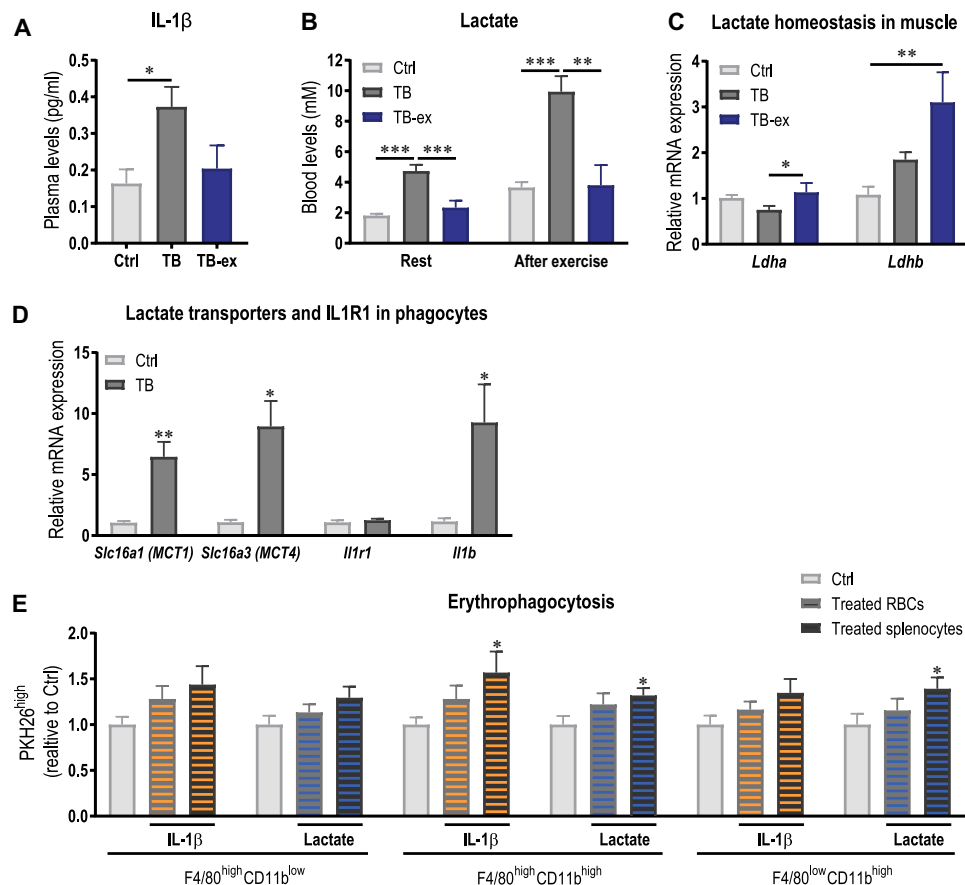 A
IL-1β
Plasma levels (pg/ml)
0.5
0.4
0.3
0.2
0.1
0.0
*
Ctrl TB TB-ex
B
Lactate
Blood levels (mM)
12
10
8
6
4
2
0
Ctrl
TB
TB-ex
*** ***
*** **
Rest After exercise
C
Lactate homeostasis in muscle
Relative mRNA expression
4
3
2
1
0
Ctrl
TB
TB-ex
*
**
Ldha Ldhb
D
Lactate transporters and IL1R1 in phagocytes
Relative mRNA expression
15
10
5
0
Ctrl
TB
**
*
*
Slc16a1 (MCT1) Slc16a3 (MCT4) Il1r1 Il1b
E
Erythrophagocytosis
Ctrl
Treated RBCs
Treated splenocytes
PKH26high
(realtive to Ctrl)
2.0
1.5
1.0
0.5
0.0
*
*
*
IL-1β Lactate IL-1β Lactate IL-1β Lactate
F4/80highCD11blow F4/80highCD11bhigh F4/80lowCD11bhigh